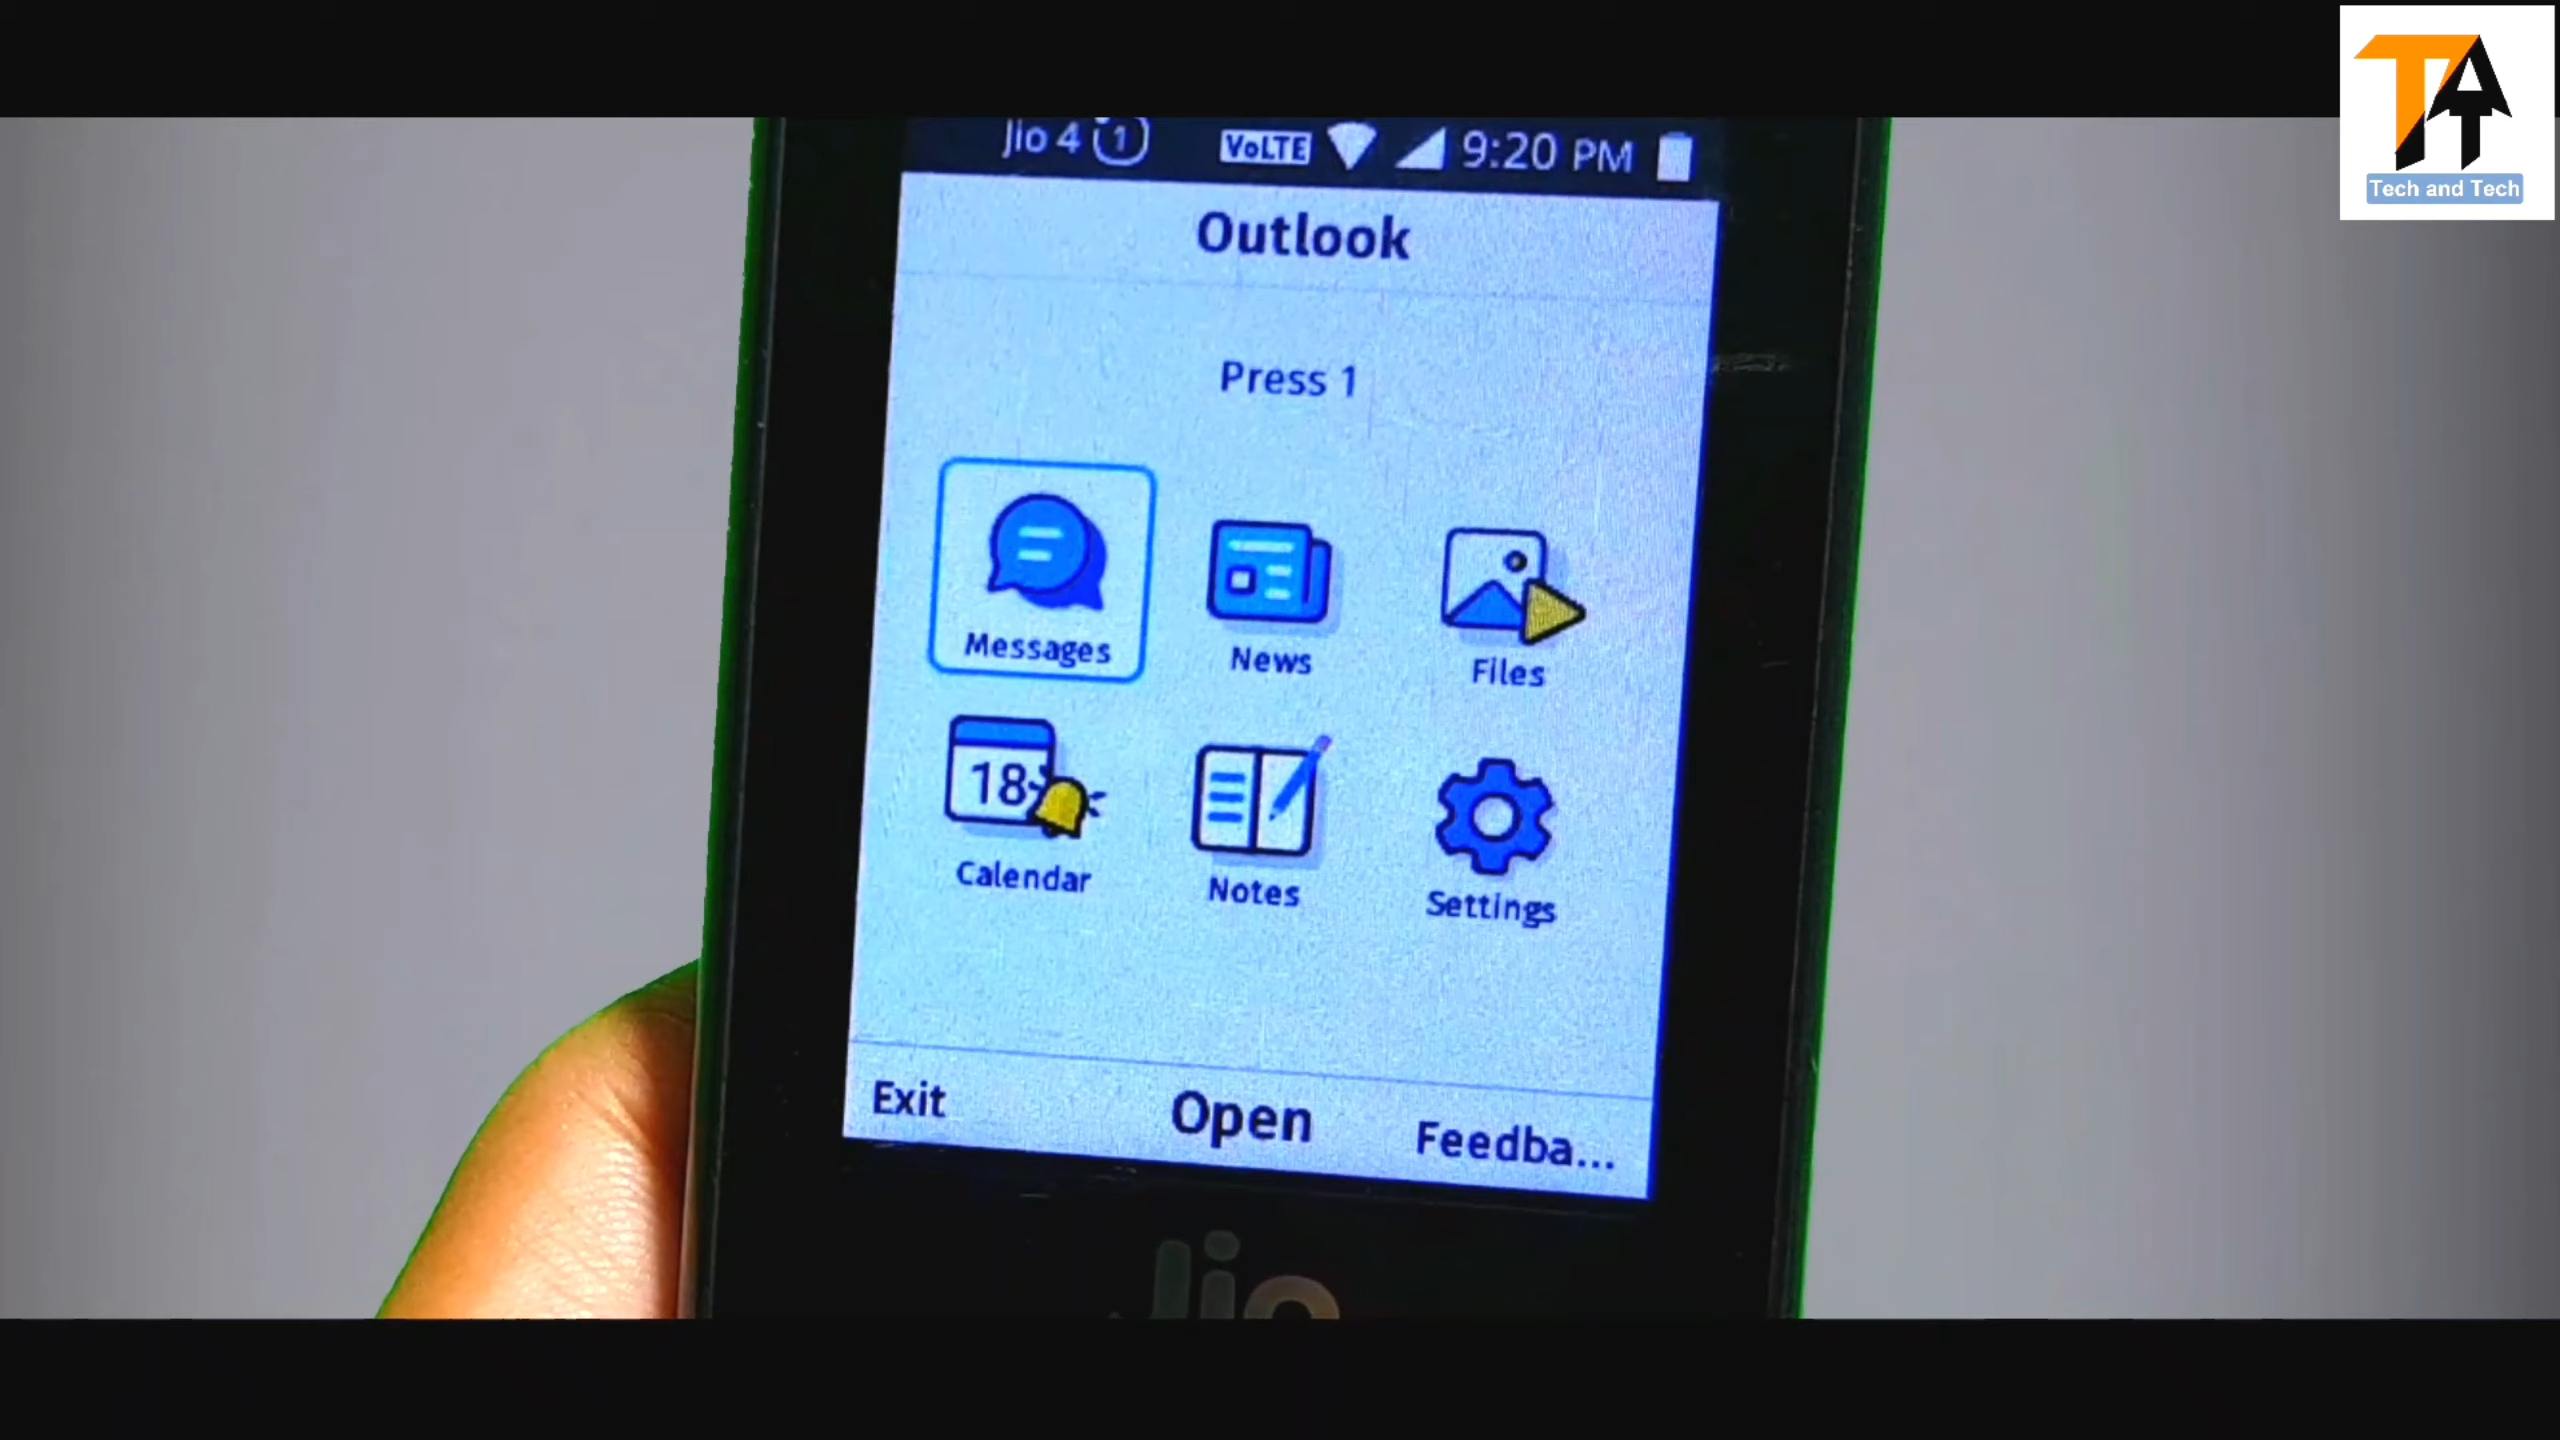 Jio 4 1 VoLTE 9:20 PM
Tech and Tech
Outlook
Press 1
Messages News Files
18
Calendar Notes Settings
Exit Open Feedba...
Jio